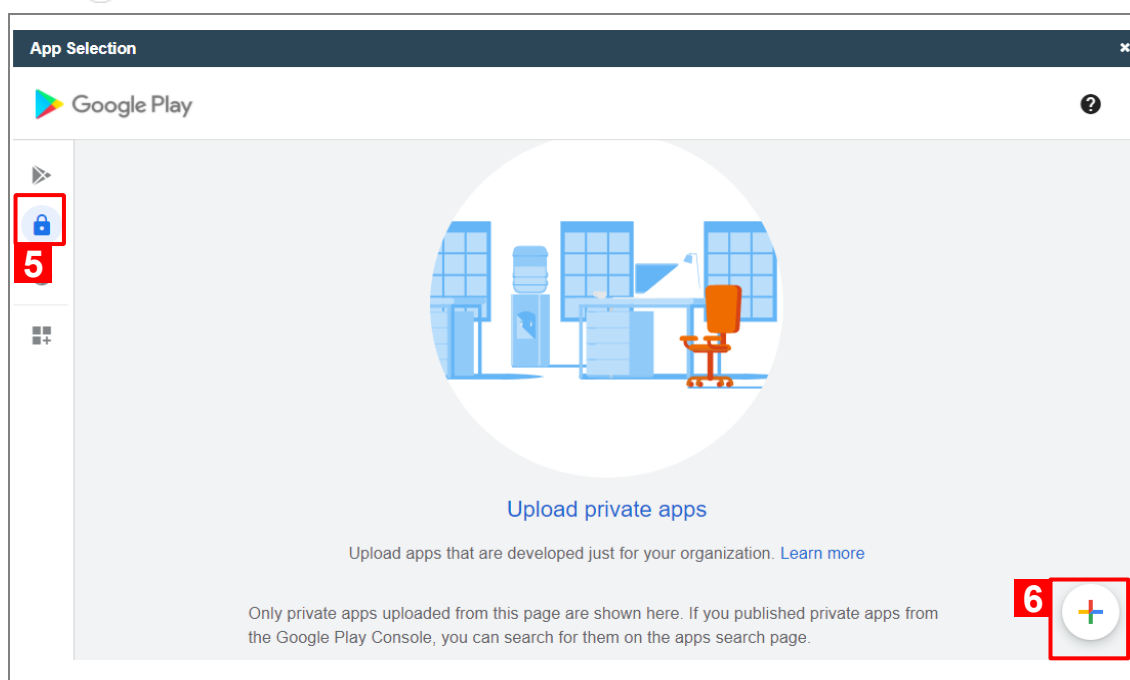 App Selection ×
Google Play
5
Upload private apps
Upload apps that are developed just for your organization. Learn more
6
Only private apps uploaded from this page are shown here. If you published private apps from
the Google Play Console, you can search for them on the apps search page.